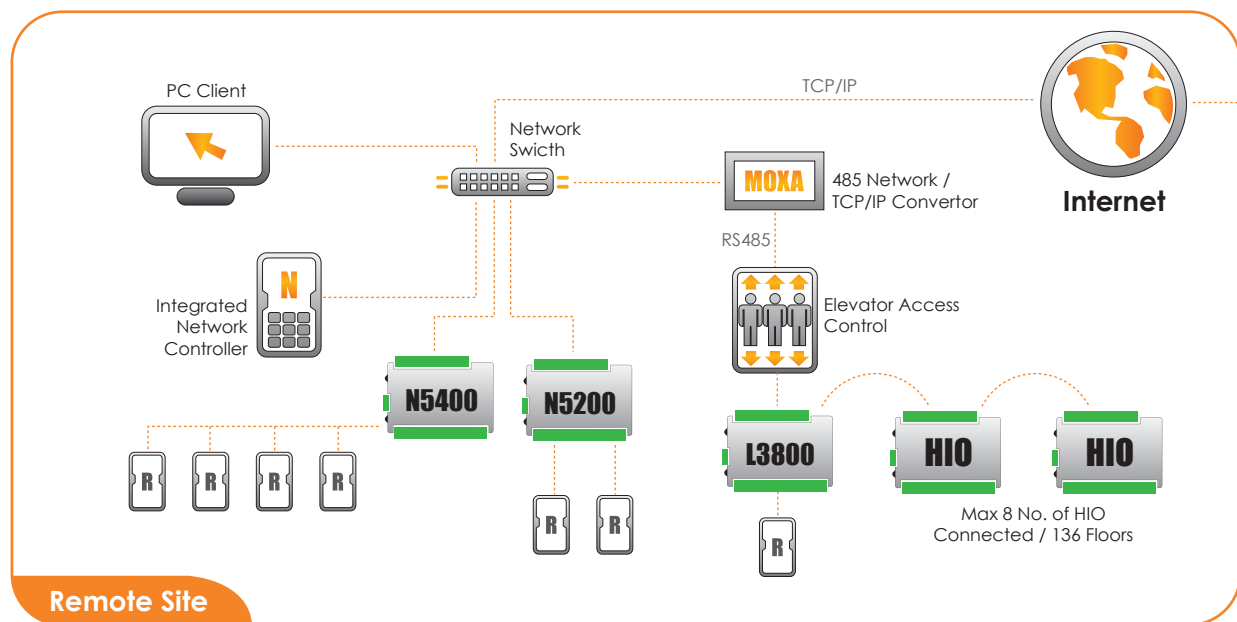 TCP/IP
PC Client
Network
Swicth
MOXA
485 Network /
TCP/IP Convertor
Internet
RS485
N
Integrated
Network
Controller
Elevator Access
Control
N5400
N5200
L3800
HIO
HIO
R
R
R
R
R
R
R
Max 8 No. of HIO
Connected / 136 Floors
Remote Site